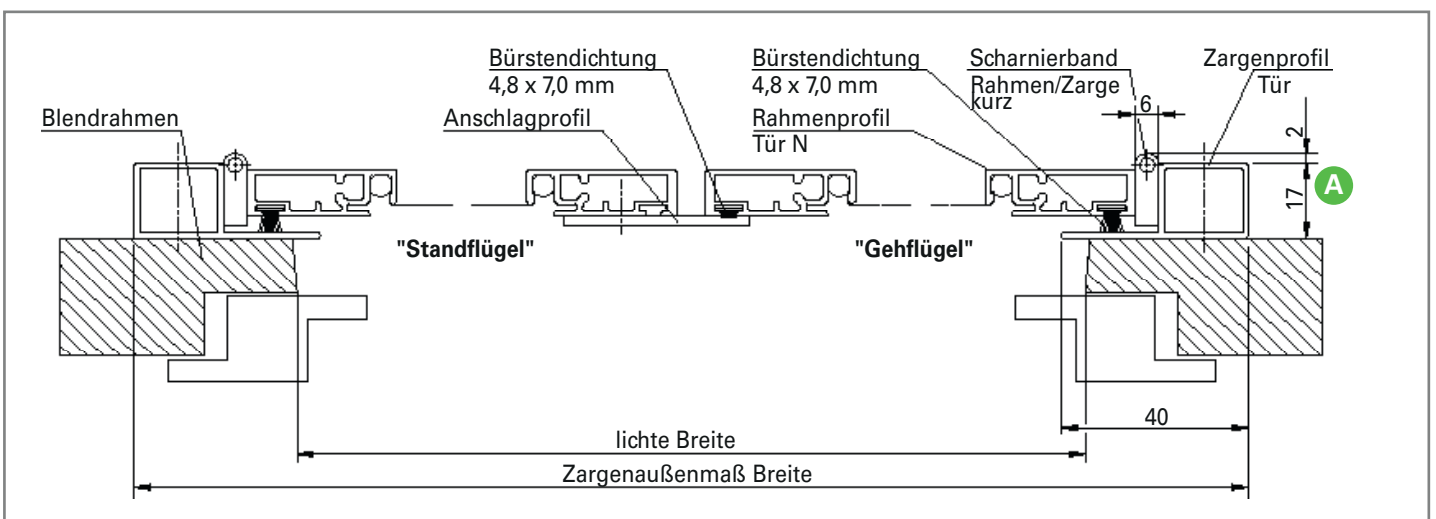 Bürstendichtung
4,8 x 7,0 mm
Bürstendichtung
4,8 x 7,0 mm
Scharnierband
Rahmen/Zarge
kurz
Zargenprofil
Tür
Blendrahmen
Anschlagprofil
Rahmenprofil
Tür N
6
2
17
A
"Standflügel"
"Gehflügel"
40
lichte Breite
Zargenaußenmaß Breite